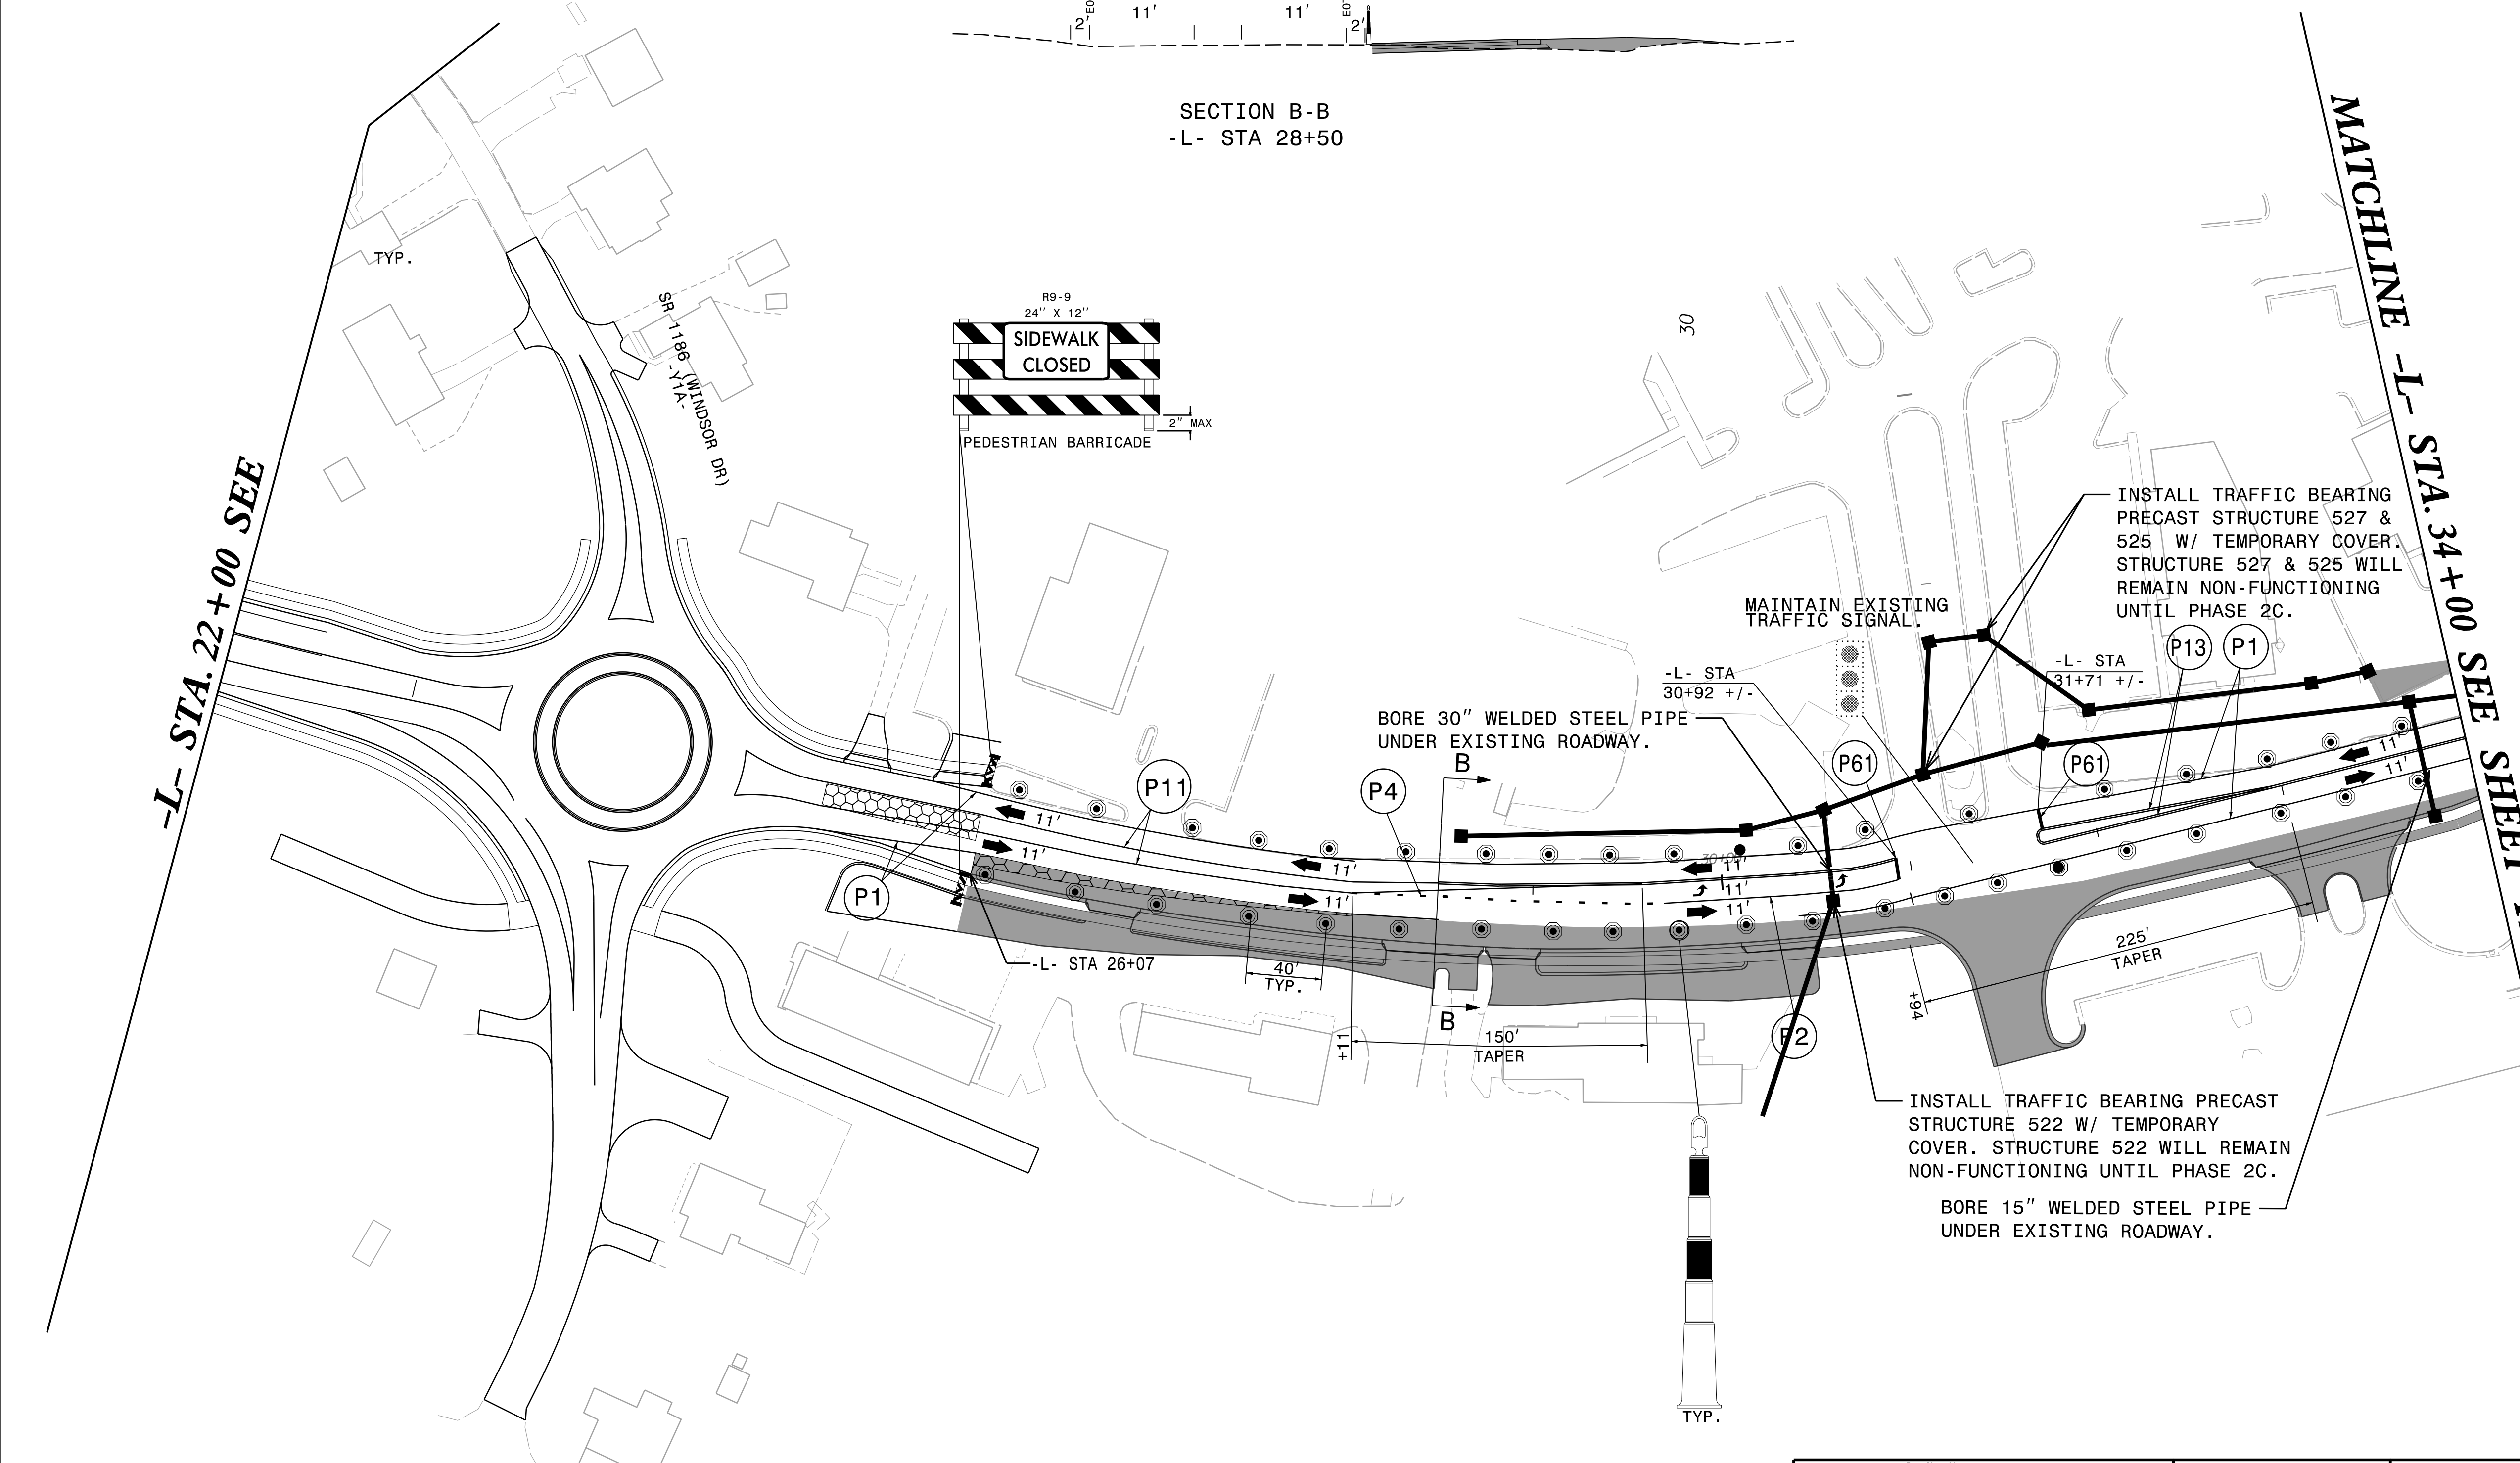 2' EOT 11' 11' EOT 2'
SECTION B-B
-L- STA 28+50
TYP.
SR 1186 (WINDSOR DR)
-Y1A-
R9-9
24" X 12"
SIDEWALK
CLOSED
2" MAX
PEDESTRIAN BARRICADE
-L- STA. 22+00 SEE
MATCHLINE -L- STA. 34+00 SEE SHEET
30
INSTALL TRAFFIC BEARING
PRECAST STRUCTURE 527 &
525 W/ TEMPORARY COVER.
STRUCTURE 527 & 525 WILL
REMAIN NON-FUNCTIONING
UNTIL PHASE 2C.
MAINTAIN EXISTING
TRAFFIC SIGNAL.
P13
P1
-L- STA
31+71 +/-
-L- STA
30+92 +/-
BORE 30" WELDED STEEL PIPE
UNDER EXISTING ROADWAY.
B
P61
P61
P11
P4
11'
11'
11'
11'
11'
11'
30+00
11'
11'
11'
P1
-L- STA 26+07
40'
TYP.
B
+11
150'
TAPER
P2
+94
225'
TAPER
INSTALL TRAFFIC BEARING PRECAST
STRUCTURE 522 W/ TEMPORARY
COVER. STRUCTURE 522 WILL REMAIN
NON-FUNCTIONING UNTIL PHASE 2C.
BORE 15" WELDED STEEL PIPE
UNDER EXISTING ROADWAY.
TYP.